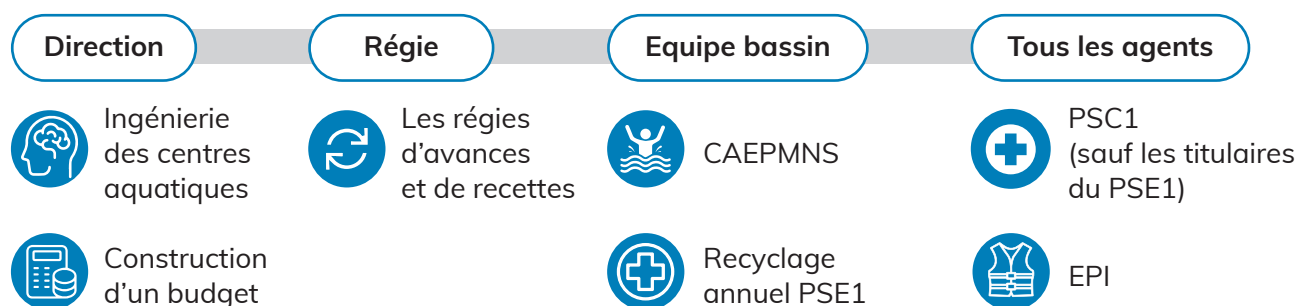 Direction
Régie
Equipe bassin
Tous les agents
Ingénierie
des centres
aquatiques
Les régies
d'avances
et de recettes
CAEPMNS
PSC1
(sauf les titulaires
du PSE1)
Construction
d'un budget
Recyclage
annuel PSE1
EPI